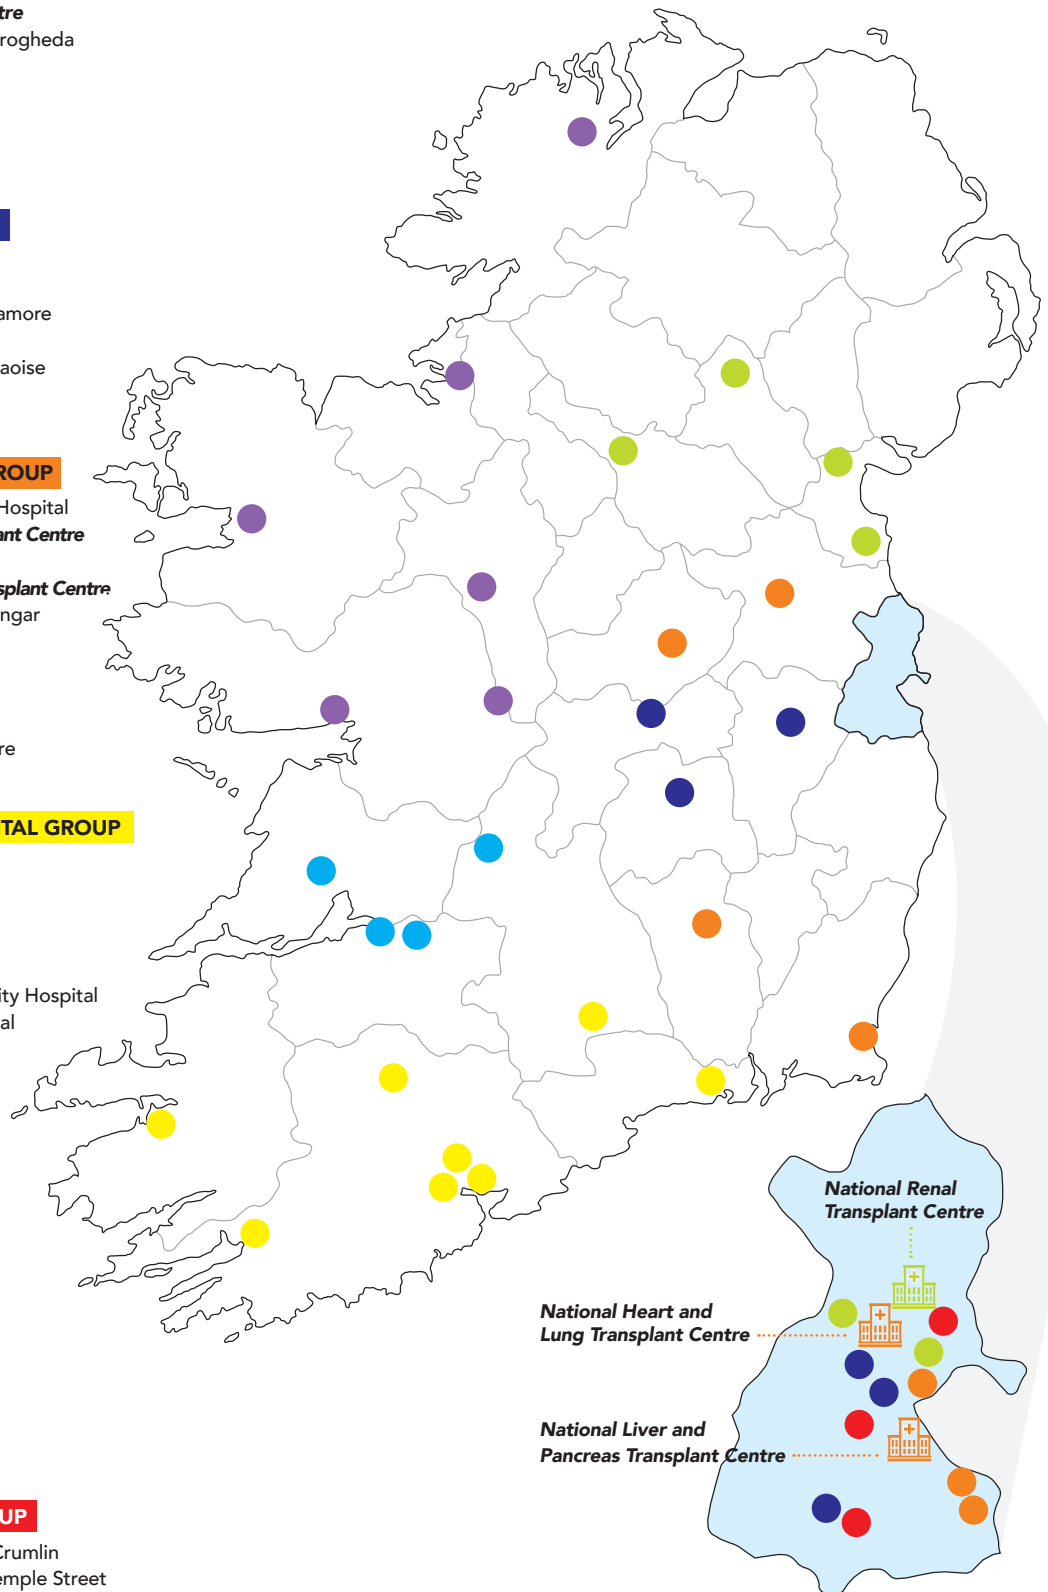 tre
rogheda
amore
aoise
ROUP
Hospital
ant Centre
splant Centre
ngar
re
TAL GROUP
ity Hospital
al
UP
Crumlin
emple Street
National Renal
Transplant Centre
National Heart and
Lung Transplant Centre
National Liver and
Pancreas Transplant Centre